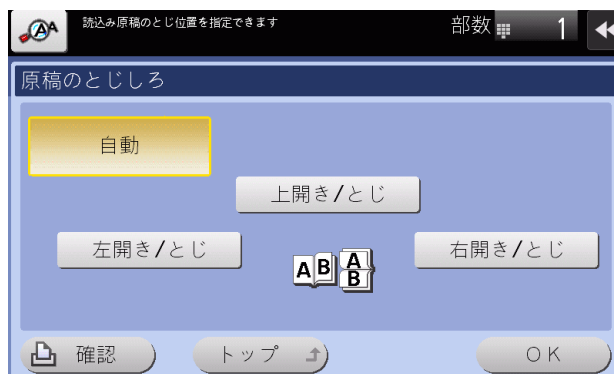 読込み原稿のとじ位置を指定できます
部数 1
原稿のとじしろ
自動
上開き/とじ
左開き/とじ
右開き/とじ
A B A
B
確認 トップ OK